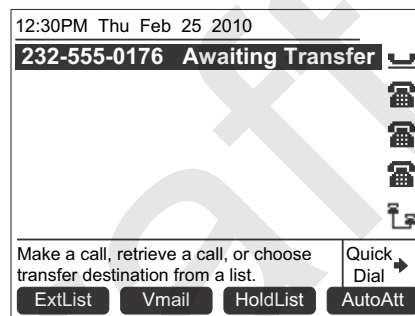 12:30PM Thu Feb 25 2010
232-555-0176 Awaiting Transfer
Make a call, retrieve a call, or choose
transfer destination from a list.
Quick
Dial
ExtList Vmail HoldList AutoAtt